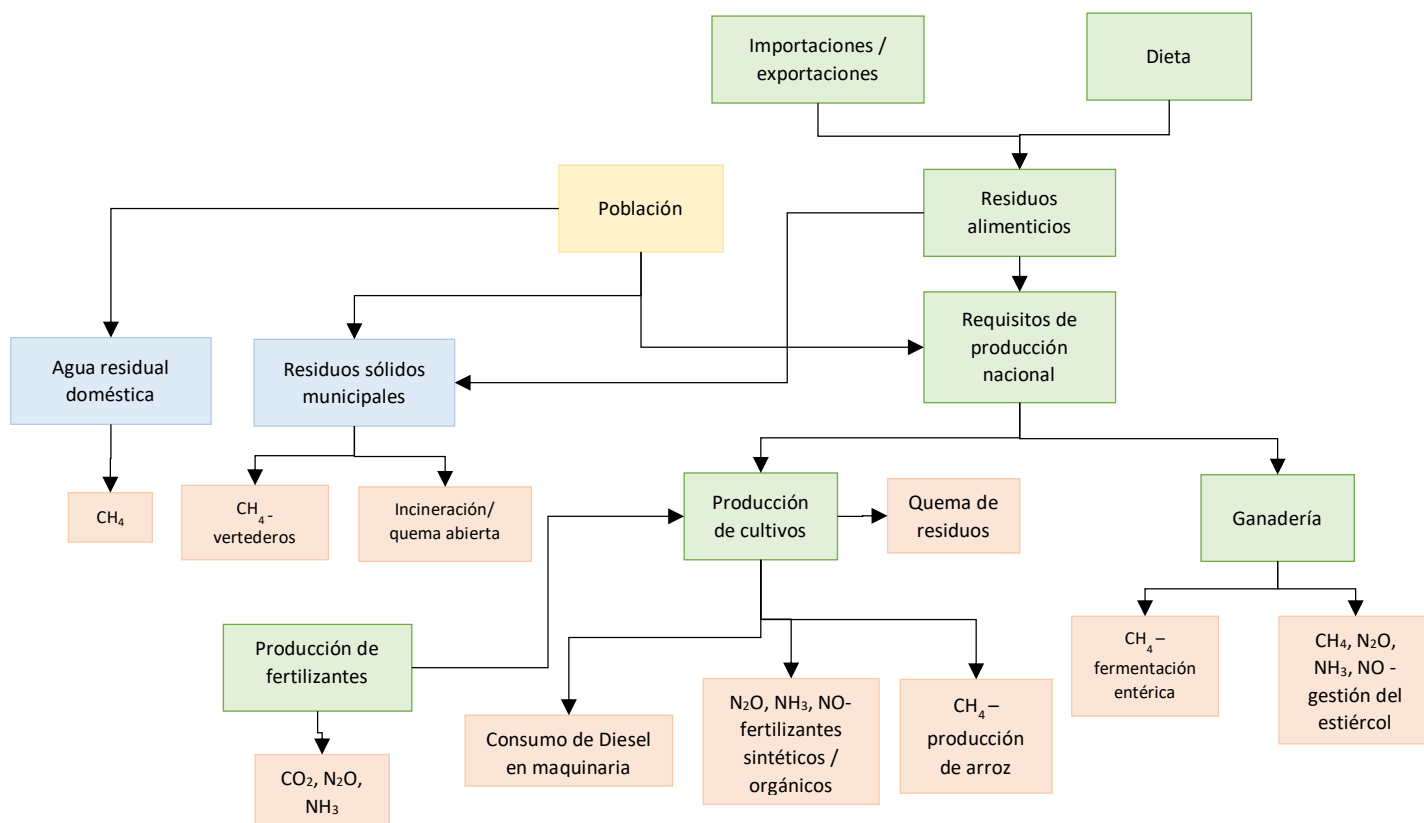 Importaciones /
exportaciones
Dieta
Población
Residuos
alimenticios
Agua residual
doméstica
Residuos sólidos
municipales
Requisitos de
producción
nacional
CH₄
CH₄ -
vertederos
Incineración/
quema abierta
Producción
de cultivos
Quema de
residuos
Ganadería
Producción de
fertilizantes
CO₂, N₂O,
NH₃
Consumo de Diesel
en maquinaria
N₂O, NH₃, NO-
fertilizantes
sintéticos /
orgánicos
CH₄ –
producción
de arroz
CH₄ –
fermentación
entérica
CH₄, N₂O,
NH₃, NO -
gestión del
estiércol